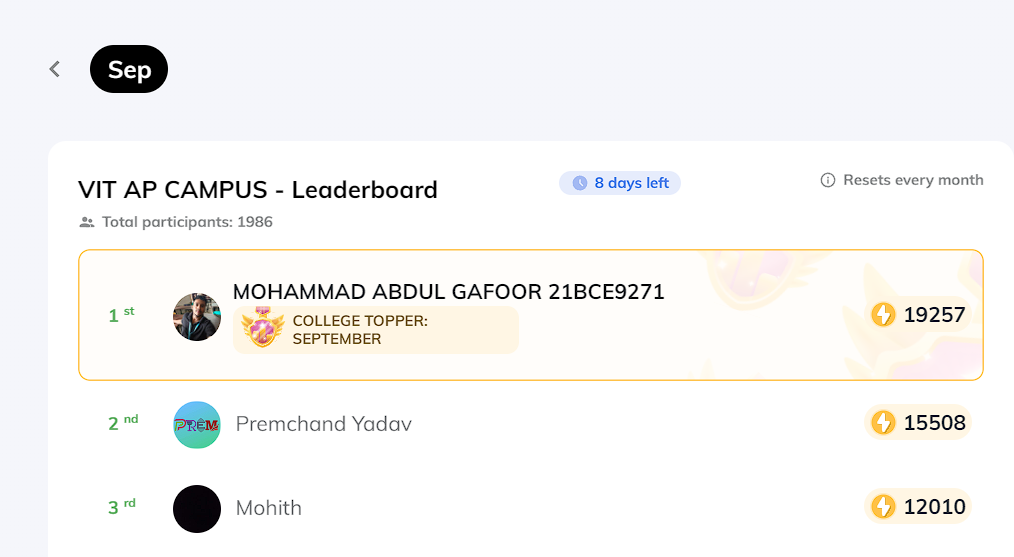 Sep
VIT AP CAMPUS - Leaderboard
8 days left
Resets every month
Total participants: 1986
1 st
MOHAMMAD ABDUL GAFOOR 21BCE9271
COLLEGE TOPPER:
SEPTEMBER
19257
2 nd
PREM
Premchand Yadav
15508
3 rd
Mohith
12010